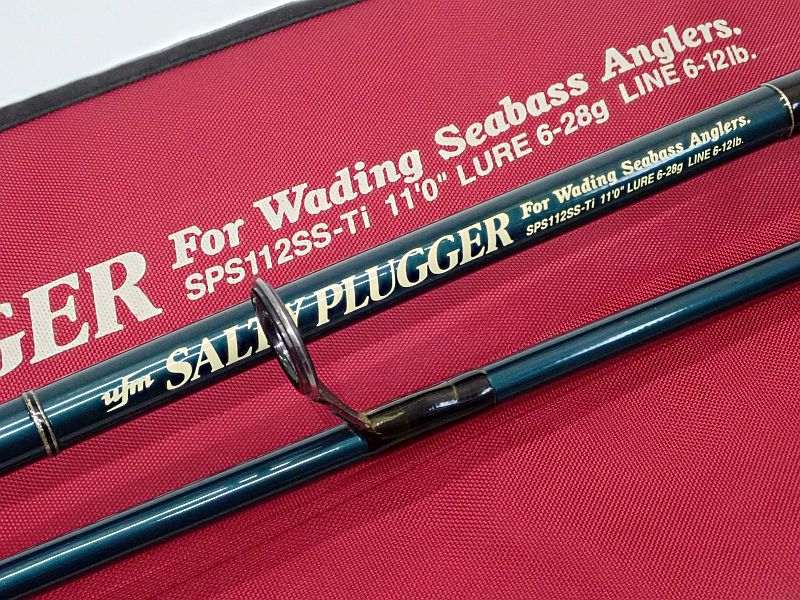 GER For Wading Seabass Anglers.
SPS112SS-Ti 11'0" LURE 6-28g LINE 6-12lb.
ufm SALTY PLUGGER For Wading Seabass Anglers.
SPS112SS-Ti 11'0" LURE 6-28g LINE 6-12lb.